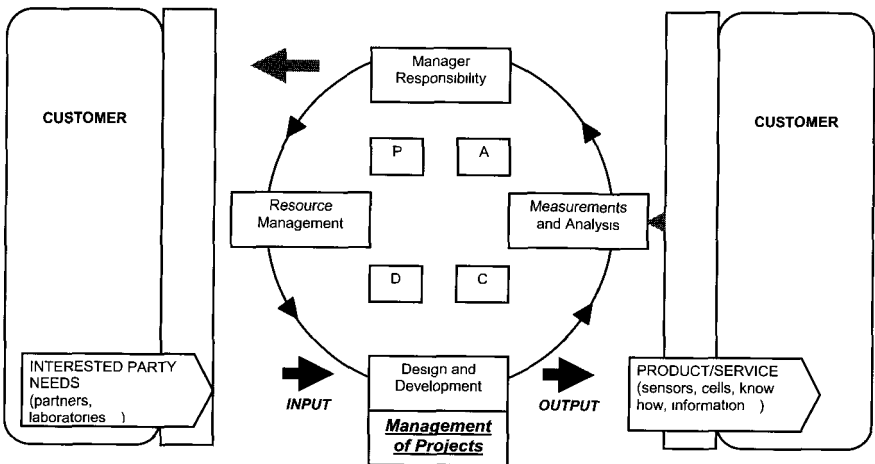 CUSTOMER
INTERESTED PARTY
NEEDS
(partners,
laboratories )
Manager
Responsibility
P
A
Resource
Management
Measurements
and Analysis
D
C
INPUT
Design and
Development
Management
of Projects
OUTPUT
CUSTOMER
PRODUCT/SERVICE
(sensors, cells, know
how, information )